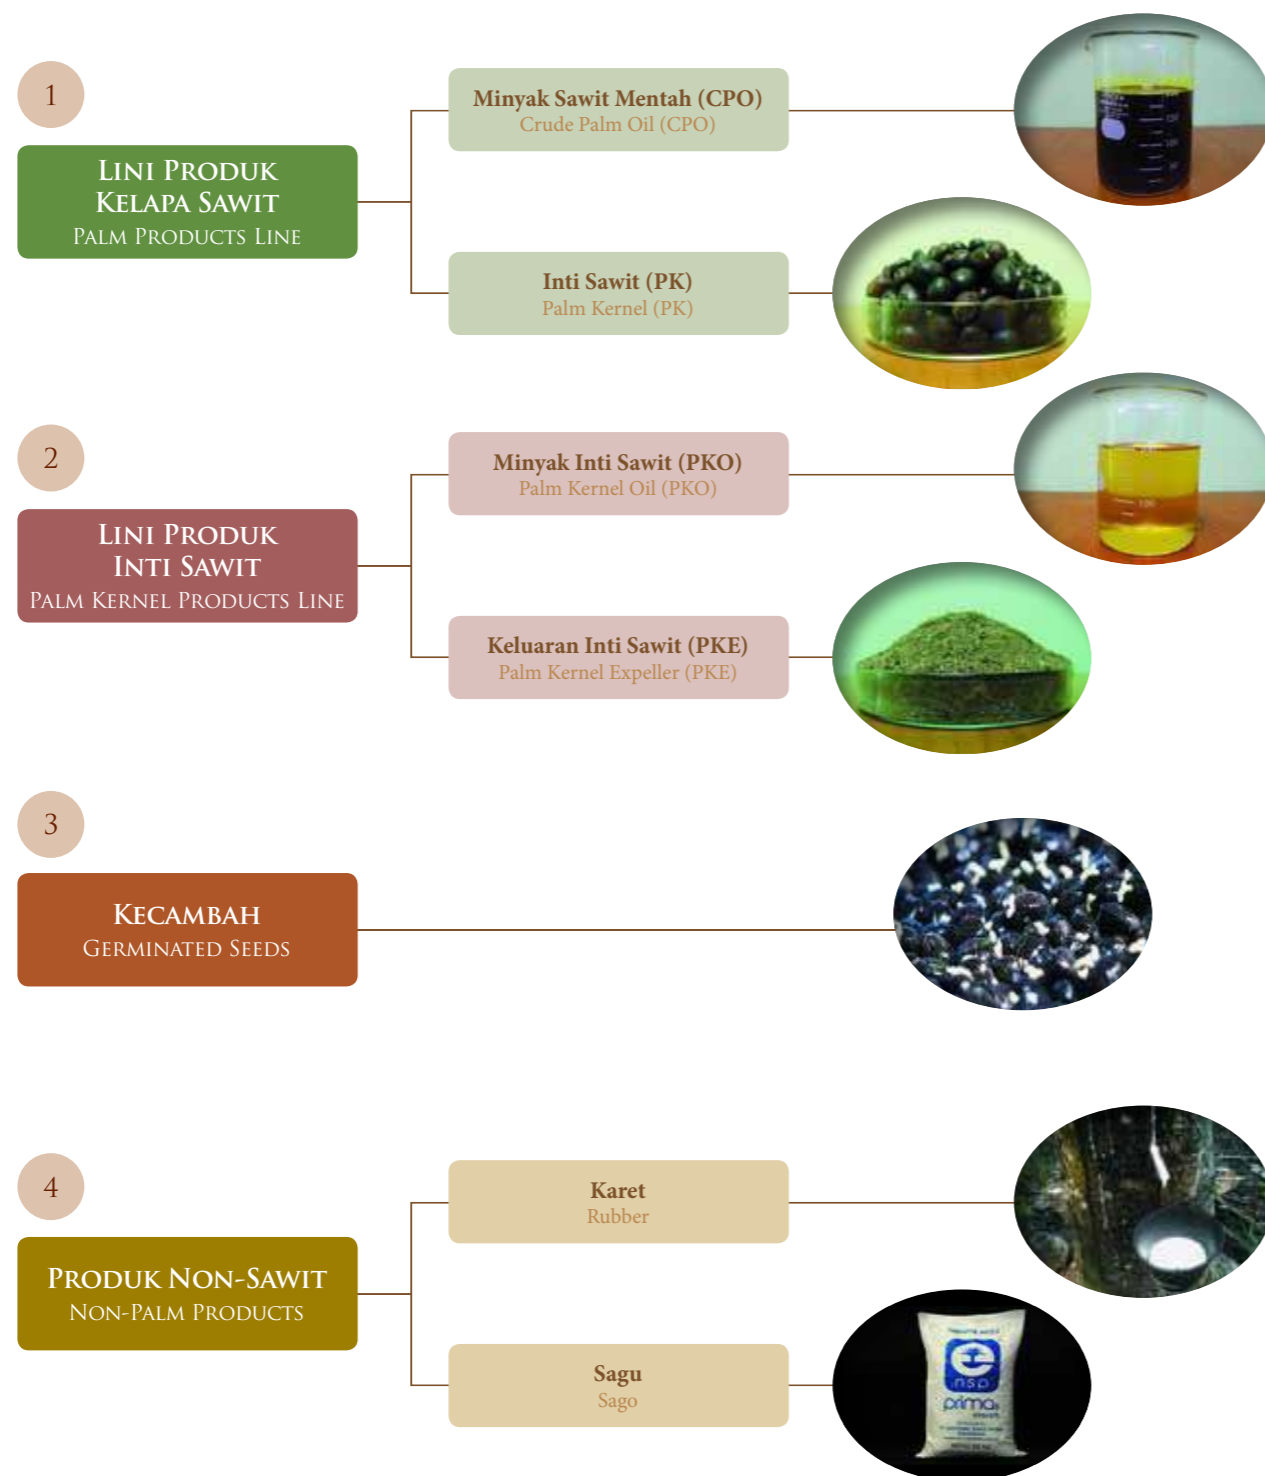 1
Lini Produk
Kelapa Sawit
Palm Products Line
Minyak Sawit Mentah (CPO)
Crude Palm Oil (CPO)
Inti Sawit (PK)
Palm Kernel (PK)
2
Lini Produk
Inti Sawit
Palm Kernel Products Line
Minyak Inti Sawit (PKO)
Palm Kernel Oil (PKO)
Keluaran Inti Sawit (PKE)
Palm Kernel Expeller (PKE)
3
Kecambah
Germinated Seeds
4
Produk Non-Sawit
Non-Palm Products
Karet
Rubber
Sagu
Sago
nsp
prima